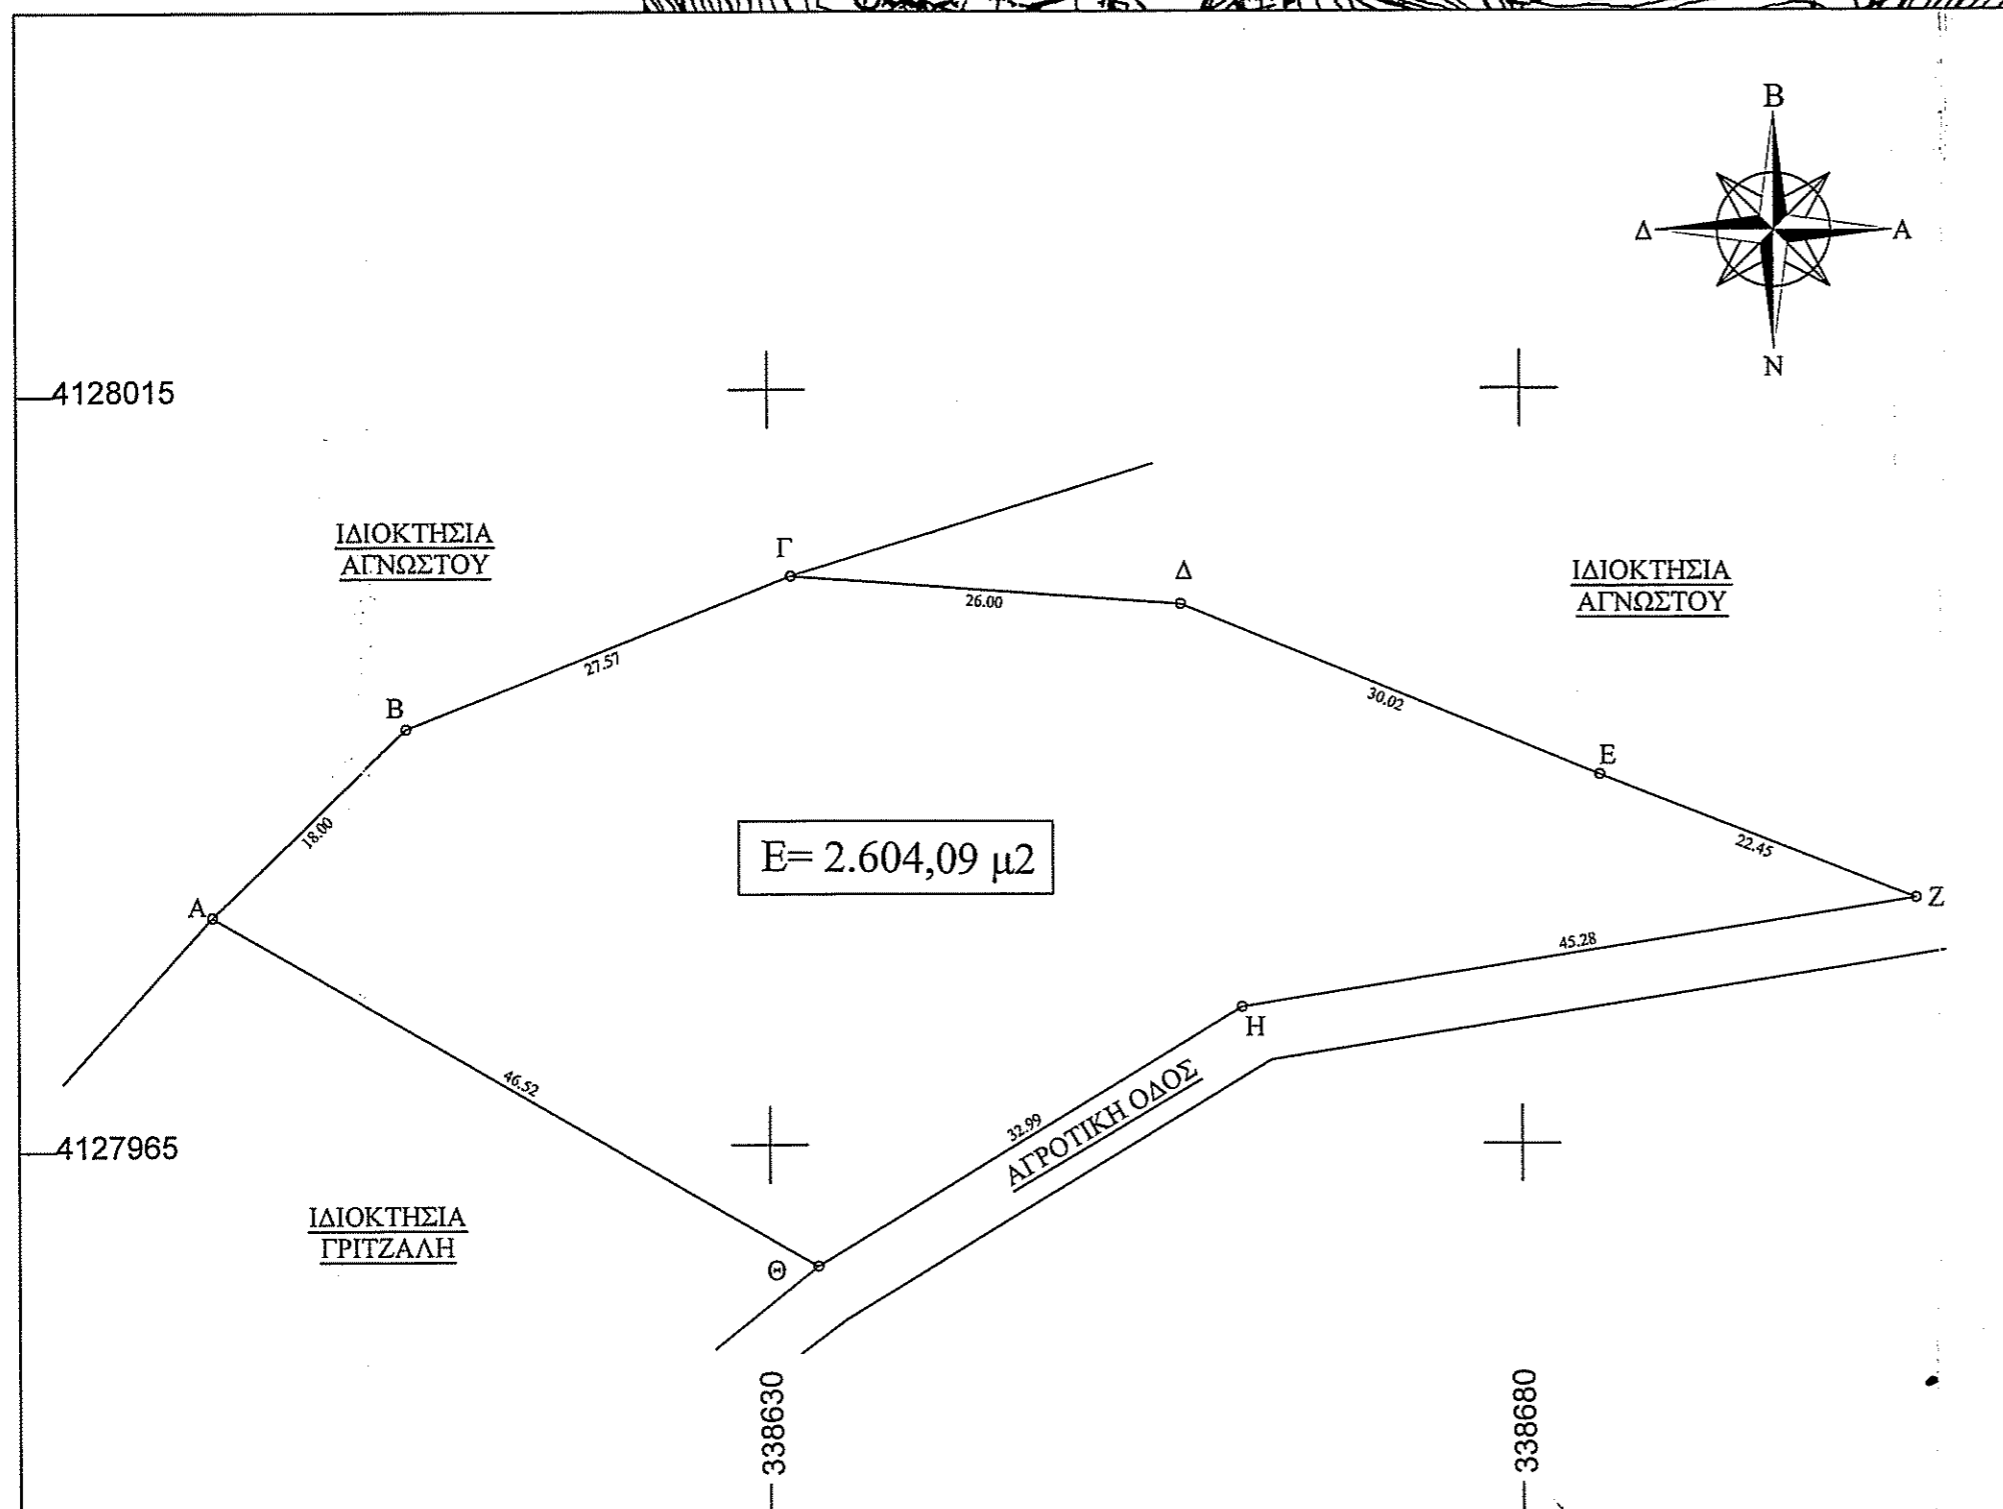 Β
Δ
Α
Ν
4128015
ΙΔΙΟΚΤΗΣΙΑ
ΑΓΝΩΣΤΟΥ
Γ
Δ
26.00
ΙΔΙΟΚΤΗΣΙΑ
ΑΓΝΩΣΤΟΥ
27.57
Β
30.02
Ε
18.00
Ε= 2.604,09 μ2
22.45
Α
Ζ
45.28
Η
46.52
32.99
ΑΓΡΟΤΙΚΗ ΟΔΟΣ
4127965
ΙΔΙΟΚΤΗΣΙΑ
ΓΡΙΤΖΑΛΗ
Θ
338630
338680